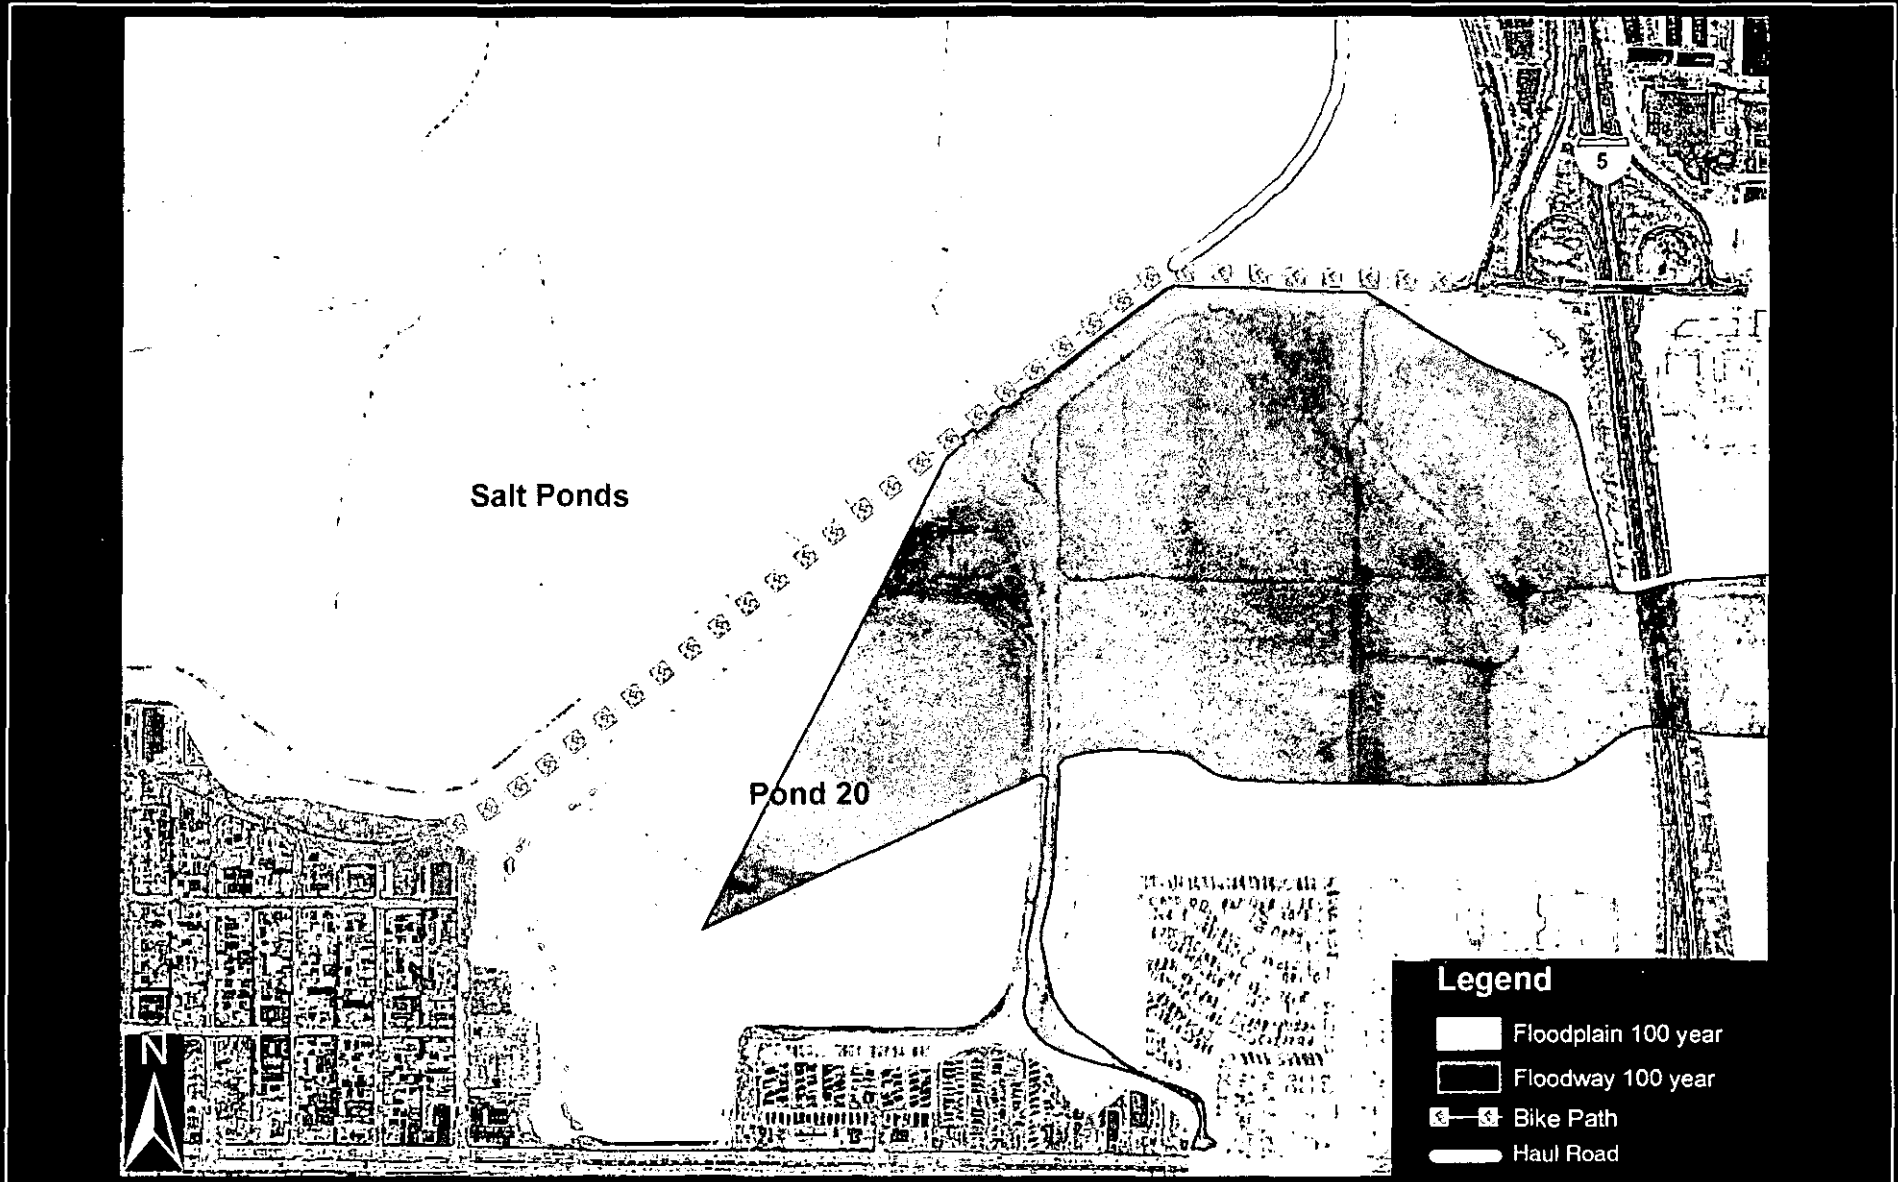 5
Salt Ponds
Pond 20
N
Legend
Floodplain 100 year
Floodway 100 year
Bike Path
Haul Road